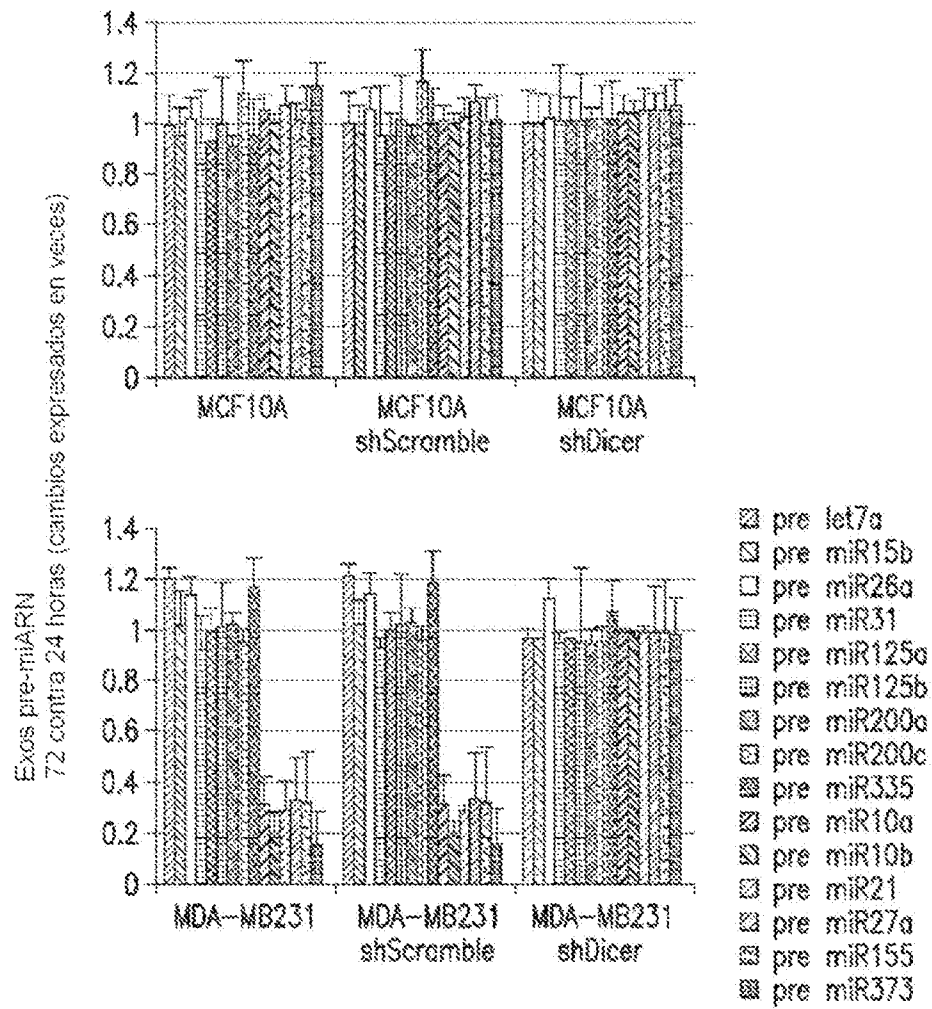 Exos pre-miARN
72 contra 24 horas (cambios expresados en veces)
1.4
1.2
1
0.8
0.6
0.4
0.2
0
MCF10A
MCF10A
shScramble
MCF10A
shDicer
1.4
1.2
1
0.8
0.6
0.4
0.2
0
MDA-MB231
MDA-MB231
shScramble
MDA-MB231
shDicer
pre let7a
pre miR15b
pre miR26a
pre miR31
pre miR125a
pre miR125b
pre miR200a
pre miR200c
pre miR335
pre miR10a
pre miR10b
pre miR21
pre miR27a
pre miR155
pre miR373